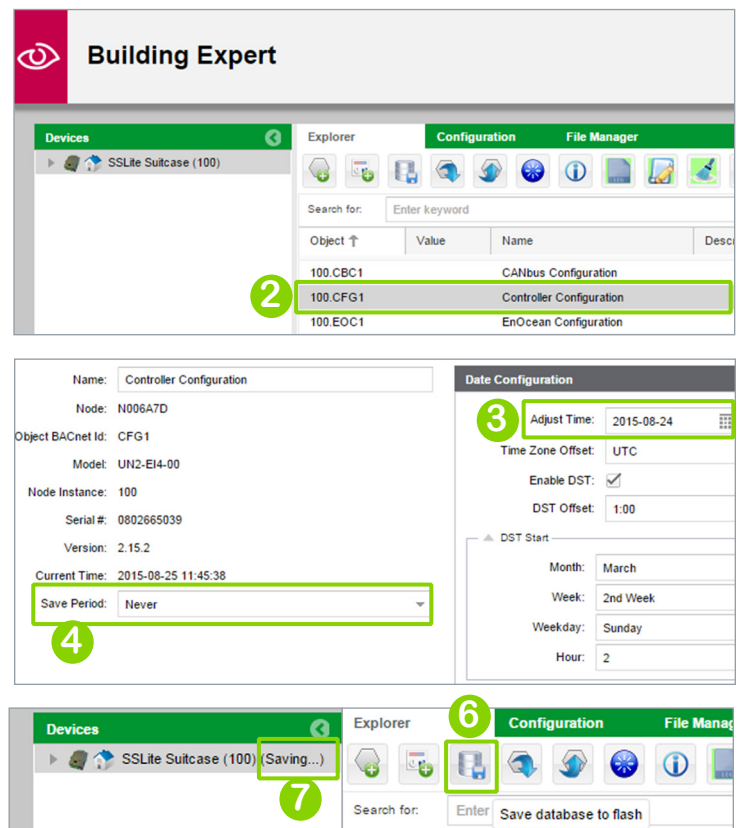 Building Expert
Devices
SSLite Suitcase (100)
Explorer Configuration File Manager
Search for: Enter keyword
Object Value Name Descr
100.CBC1 CANbus Configuration
2 100.CFG1 Controller Configuration
100.EOC1 EnOcean Configuration
Name: Controller Configuration
Node: N006A7D
Object BACnet Id: CFG1
Model: UN2-EI4-00
Node Instance: 100
Serial #: 0802665039
Version: 2.15.2
Current Time: 2015-08-25 11:45:38
Save Period: Never
4
Date Configuration
3 Adjust Time: 2015-08-24
Time Zone Offset: UTC
Enable DST:
DST Offset: 1:00
DST Start
Month: March
Week: 2nd Week
Weekday: Sunday
Hour: 2
Devices
SSLite Suitcase (100) (Saving...)
7
6
Explorer Configuration File Manag
Search for: Enter
Save database to flash